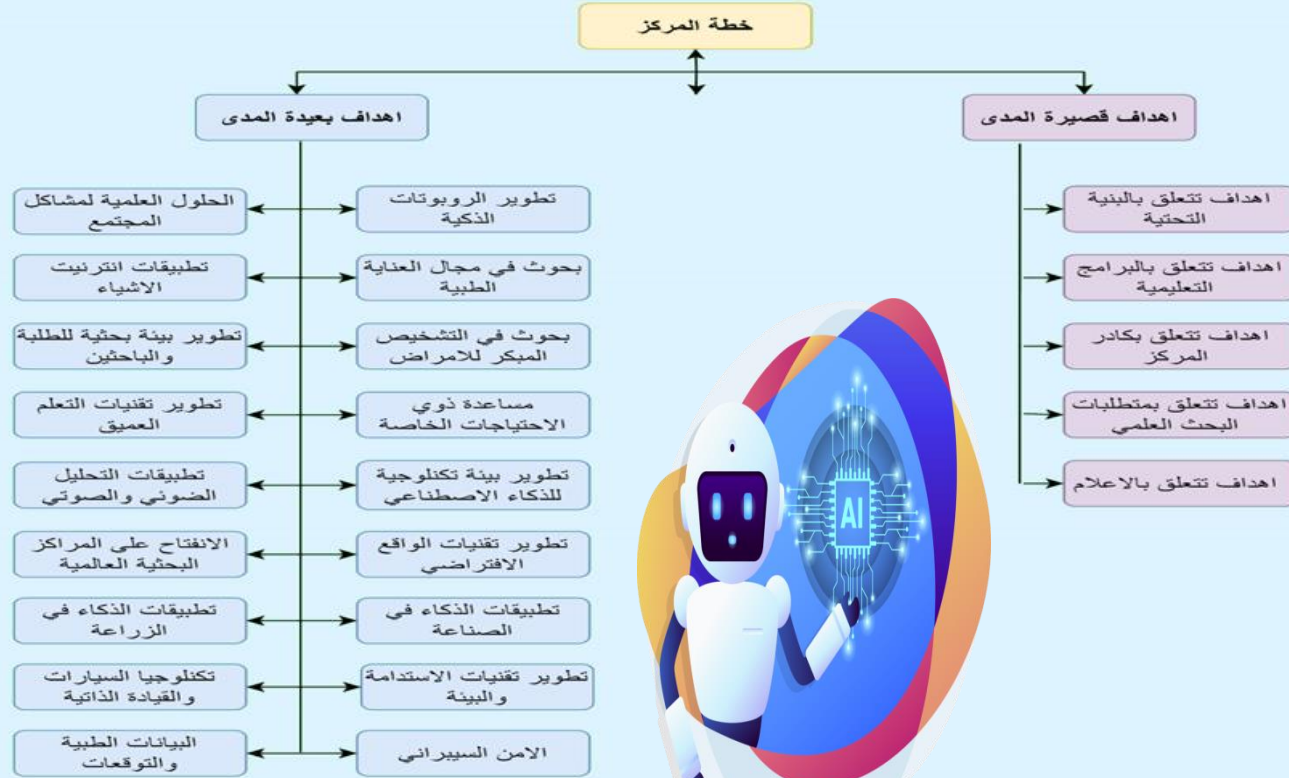 خطة المركز
اهداف قصيرة المدى
اهداف تتعلق بالبنية
التحتية
اهداف تتعلق بالبرامج
التعليمية
اهداف تتعلق بكادر
المركز
اهداف تتعلق بمتطلبات
البحث العلمي
اهداف تتعلق بالاعلام
اهداف بعيدة المدى
تطوير الروبوتات
الذكية
الحلول العلمية لمشاكل
المجتمع
بحوث في مجال العناية
الطبية
تطبيقات انترنيت
الاشياء
بحوث في التشخيص
المبكر للامراض
تطوير بيئة بحثية للطلبة
والباحثين
مساعدة ذوي
الاحتياجات الخاصة
تطوير تقنيات التعلم
العميق
تطوير بيئة تكنلوجية
للذكاء الاصطناعي
تطبيقات التحليل
الضوئي والصوتي
تطوير تقنيات الواقع
الافتراضي
الانفتاح على المراكز
البحثية العالمية
تطبيقات الذكاء في
الصناعة
تطبيقات الذكاء في
الزراعة
تطوير تقنيات الاستدامة
والبيئة
تكنلوجيا السيارات
والقيادة الذاتية
الامن السيبراني
البيانات الطبية
والتوقعات
AI